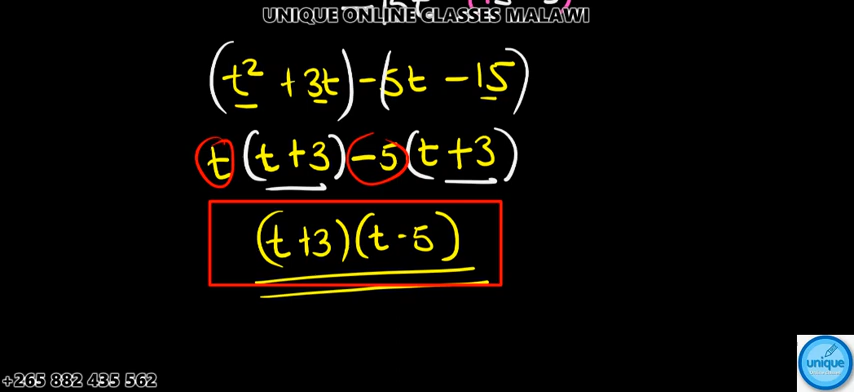 UNIQUE ONLINE CLASSES MALAWI
(t² + 3t) - (5t - 15)
t(t+3) - 5(t+3)
(t+3)(t-5)
unique
+265 882 435 562